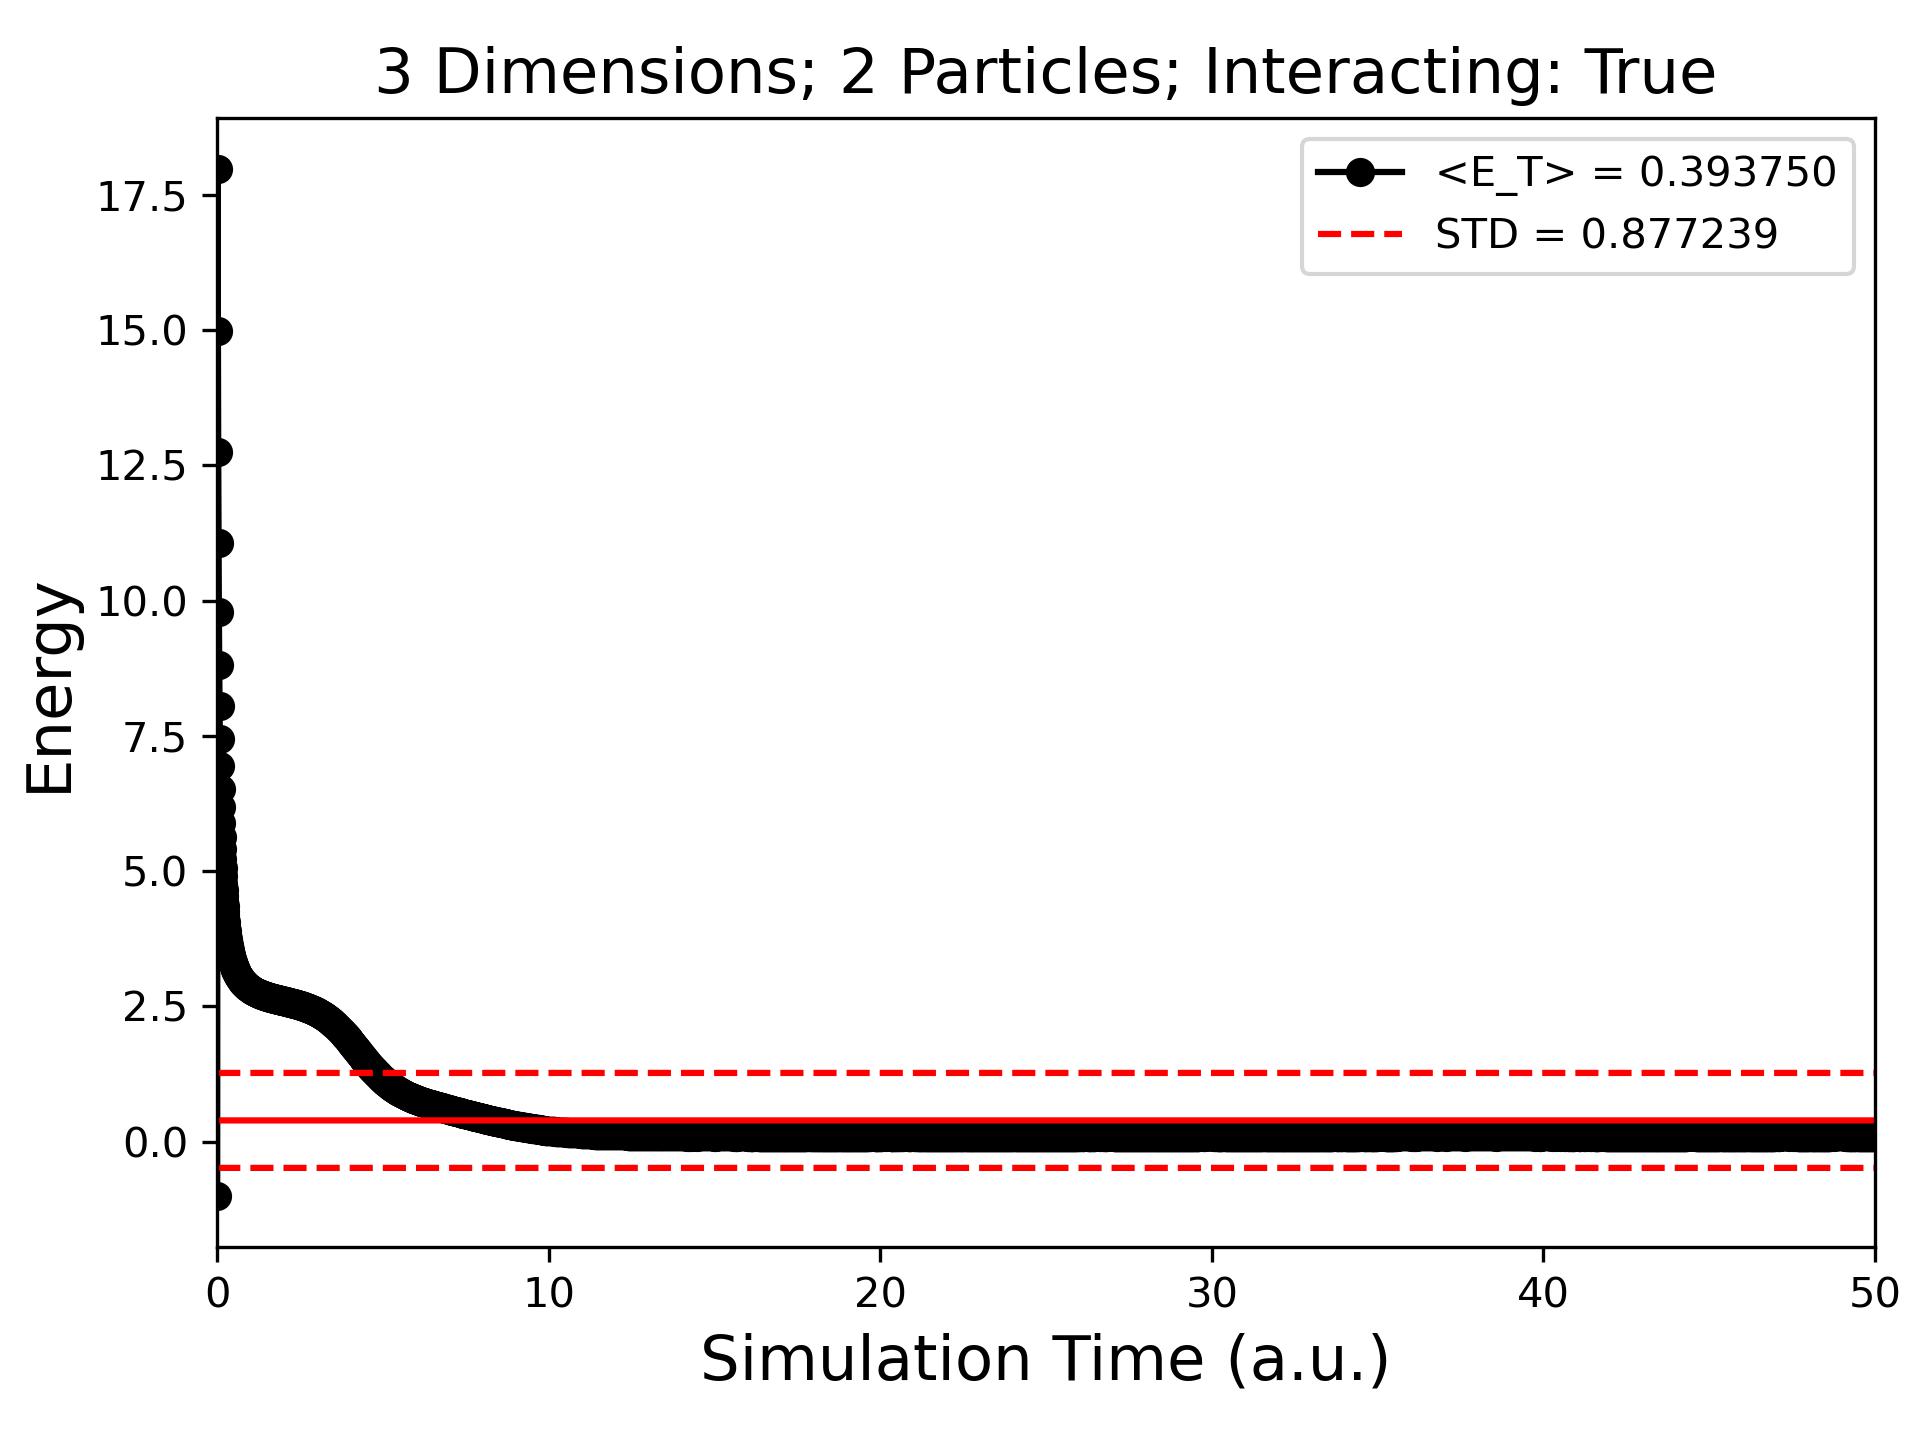 3 Dimensions; 2 Particles; Interacting: True
<E_T> = 0.393750
STD = 0.877239
Energy
17.5
15.0
12.5
10.0
7.5
5.0
2.5
0.0
0
10
20
30
40
50
Simulation Time (a.u.)